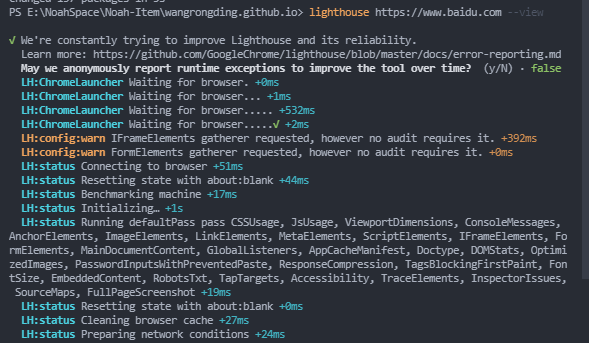 PS E:\NoahSpace\Noah-Item\wangrongding.github.io> lighthouse https://www.baidu.com --view
√ We're constantly trying to improve Lighthouse and its reliability.
Learn more: https://github.com/GoogleChrome/lighthouse/blob/master/docs/error-reporting.md
May we anonymously report runtime exceptions to improve the tool over time? (y/N) · false
LH:ChromeLauncher Waiting for browser. +0ms
LH:ChromeLauncher Waiting for browser... +1ms
LH:ChromeLauncher Waiting for browser..... +532ms
LH:ChromeLauncher Waiting for browser.....√ +2ms
LH:config:warn IFrameElements gatherer requested, however no audit requires it. +392ms
LH:config:warn FormElements gatherer requested, however no audit requires it. +0ms
LH:status Connecting to browser +51ms
LH:status Resetting state with about:blank +44ms
LH:status Benchmarking machine +17ms
LH:status Initializing… +1s
LH:status Running defaultPass pass CSSUsage, JsUsage, ViewportDimensions, ConsoleMessages,
AnchorElements, ImageElements, LinkElements, MetaElements, ScriptElements, IFrameElements, Fo
rmElements, MainDocumentContent, GlobalListeners, AppCacheManifest, Doctype, DOMStats, Optimi
zedImages, PasswordInputsWithPreventedPaste, ResponseCompression, TagsBlockingFirstPaint, Fon
tSize, EmbeddedContent, RobotsTxt, TapTargets, Accessibility, TraceElements, InspectorIssues,
SourceMaps, FullPageScreenshot +19ms
LH:status Resetting state with about:blank +0ms
LH:status Cleaning browser cache +27ms
LH:status Preparing network conditions +24ms